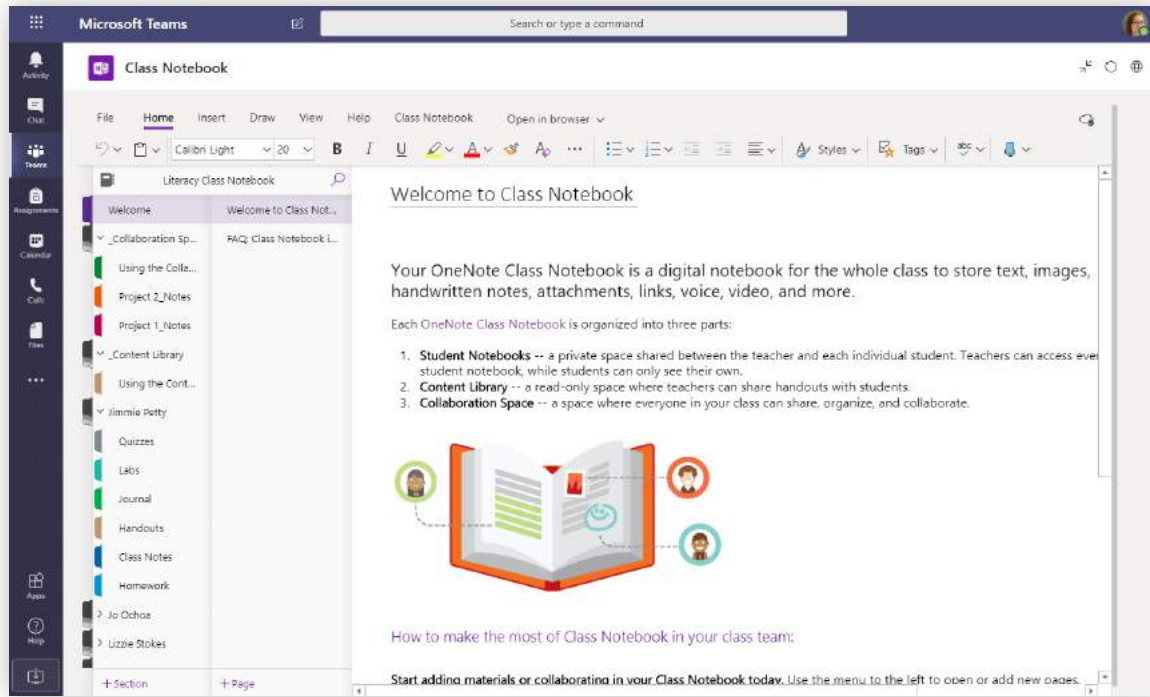 Microsoft Teams
Search or type a command
Activity
Class Notebook
Chat
Teams
Assignments
Calendar
Calls
Files
Apps
Help
File Home Insert Draw View Help Class Notebook Open in browser
Calibri Light 20 B I U A A abc Styles Tags
Literacy Class Notebook
Welcome
_Collaboration Sp...
Using the Colla...
Project 2_Notes
Project 1_Notes
_Content Library
Using the Cont...
Jimmie Petty
Quizzes
Labs
Journal
Handouts
Class Notes
Homework
Jo Ochoa
Lizzie Stokes
+ Section
Welcome to Class Not...
FAQ: Class Notebook i...
+ Page
Welcome to Class Notebook
Your OneNote Class Notebook is a digital notebook for the whole class to store text, images,
handwritten notes, attachments, links, voice, video, and more.
Each OneNote Class Notebook is organized into three parts:
1. Student Notebooks -- a private space shared between the teacher and each individual student. Teachers can access ever
student notebook, while students can only see their own.
2. Content Library -- a read-only space where teachers can share handouts with students.
3. Collaboration Space -- a space where everyone in your class can share, organize, and collaborate.
How to make the most of Class Notebook in your class team:
Start adding materials or collaborating in your Class Notebook today. Use the menu to the left to open or add new pages.